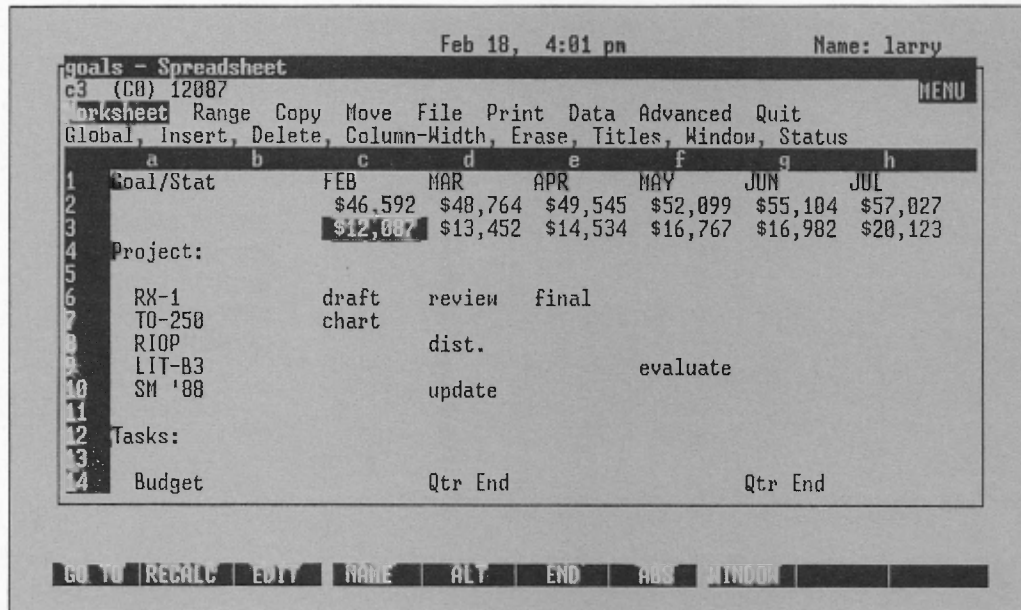 Feb 18, 4:01 pm Name: larry
goals - Spreadsheet
c3 (C0) 12087 MENU
Worksheet Range Copy Move File Print Data Advanced Quit
Global, Insert, Delete, Column-Width, Erase, Titles, Window, Status
a b c d e f g h
1 Goal/Stat FEB MAR APR MAY JUN JUL
2 $46,592 $48,764 $49,545 $52,099 $55,104 $57,027
3 $12,087 $13,452 $14,534 $16,767 $16,982 $20,123
4 Project:
5
6 RX-1 draft review final
7 TO-250 chart
8 RIOP dist.
9 LIT-B3 evaluate
10 SM '88 update
11
12 Tasks:
13
14 Budget Qtr End Qtr End
GO TO RECALC EDIT NAME ALT END ABS WINDOW